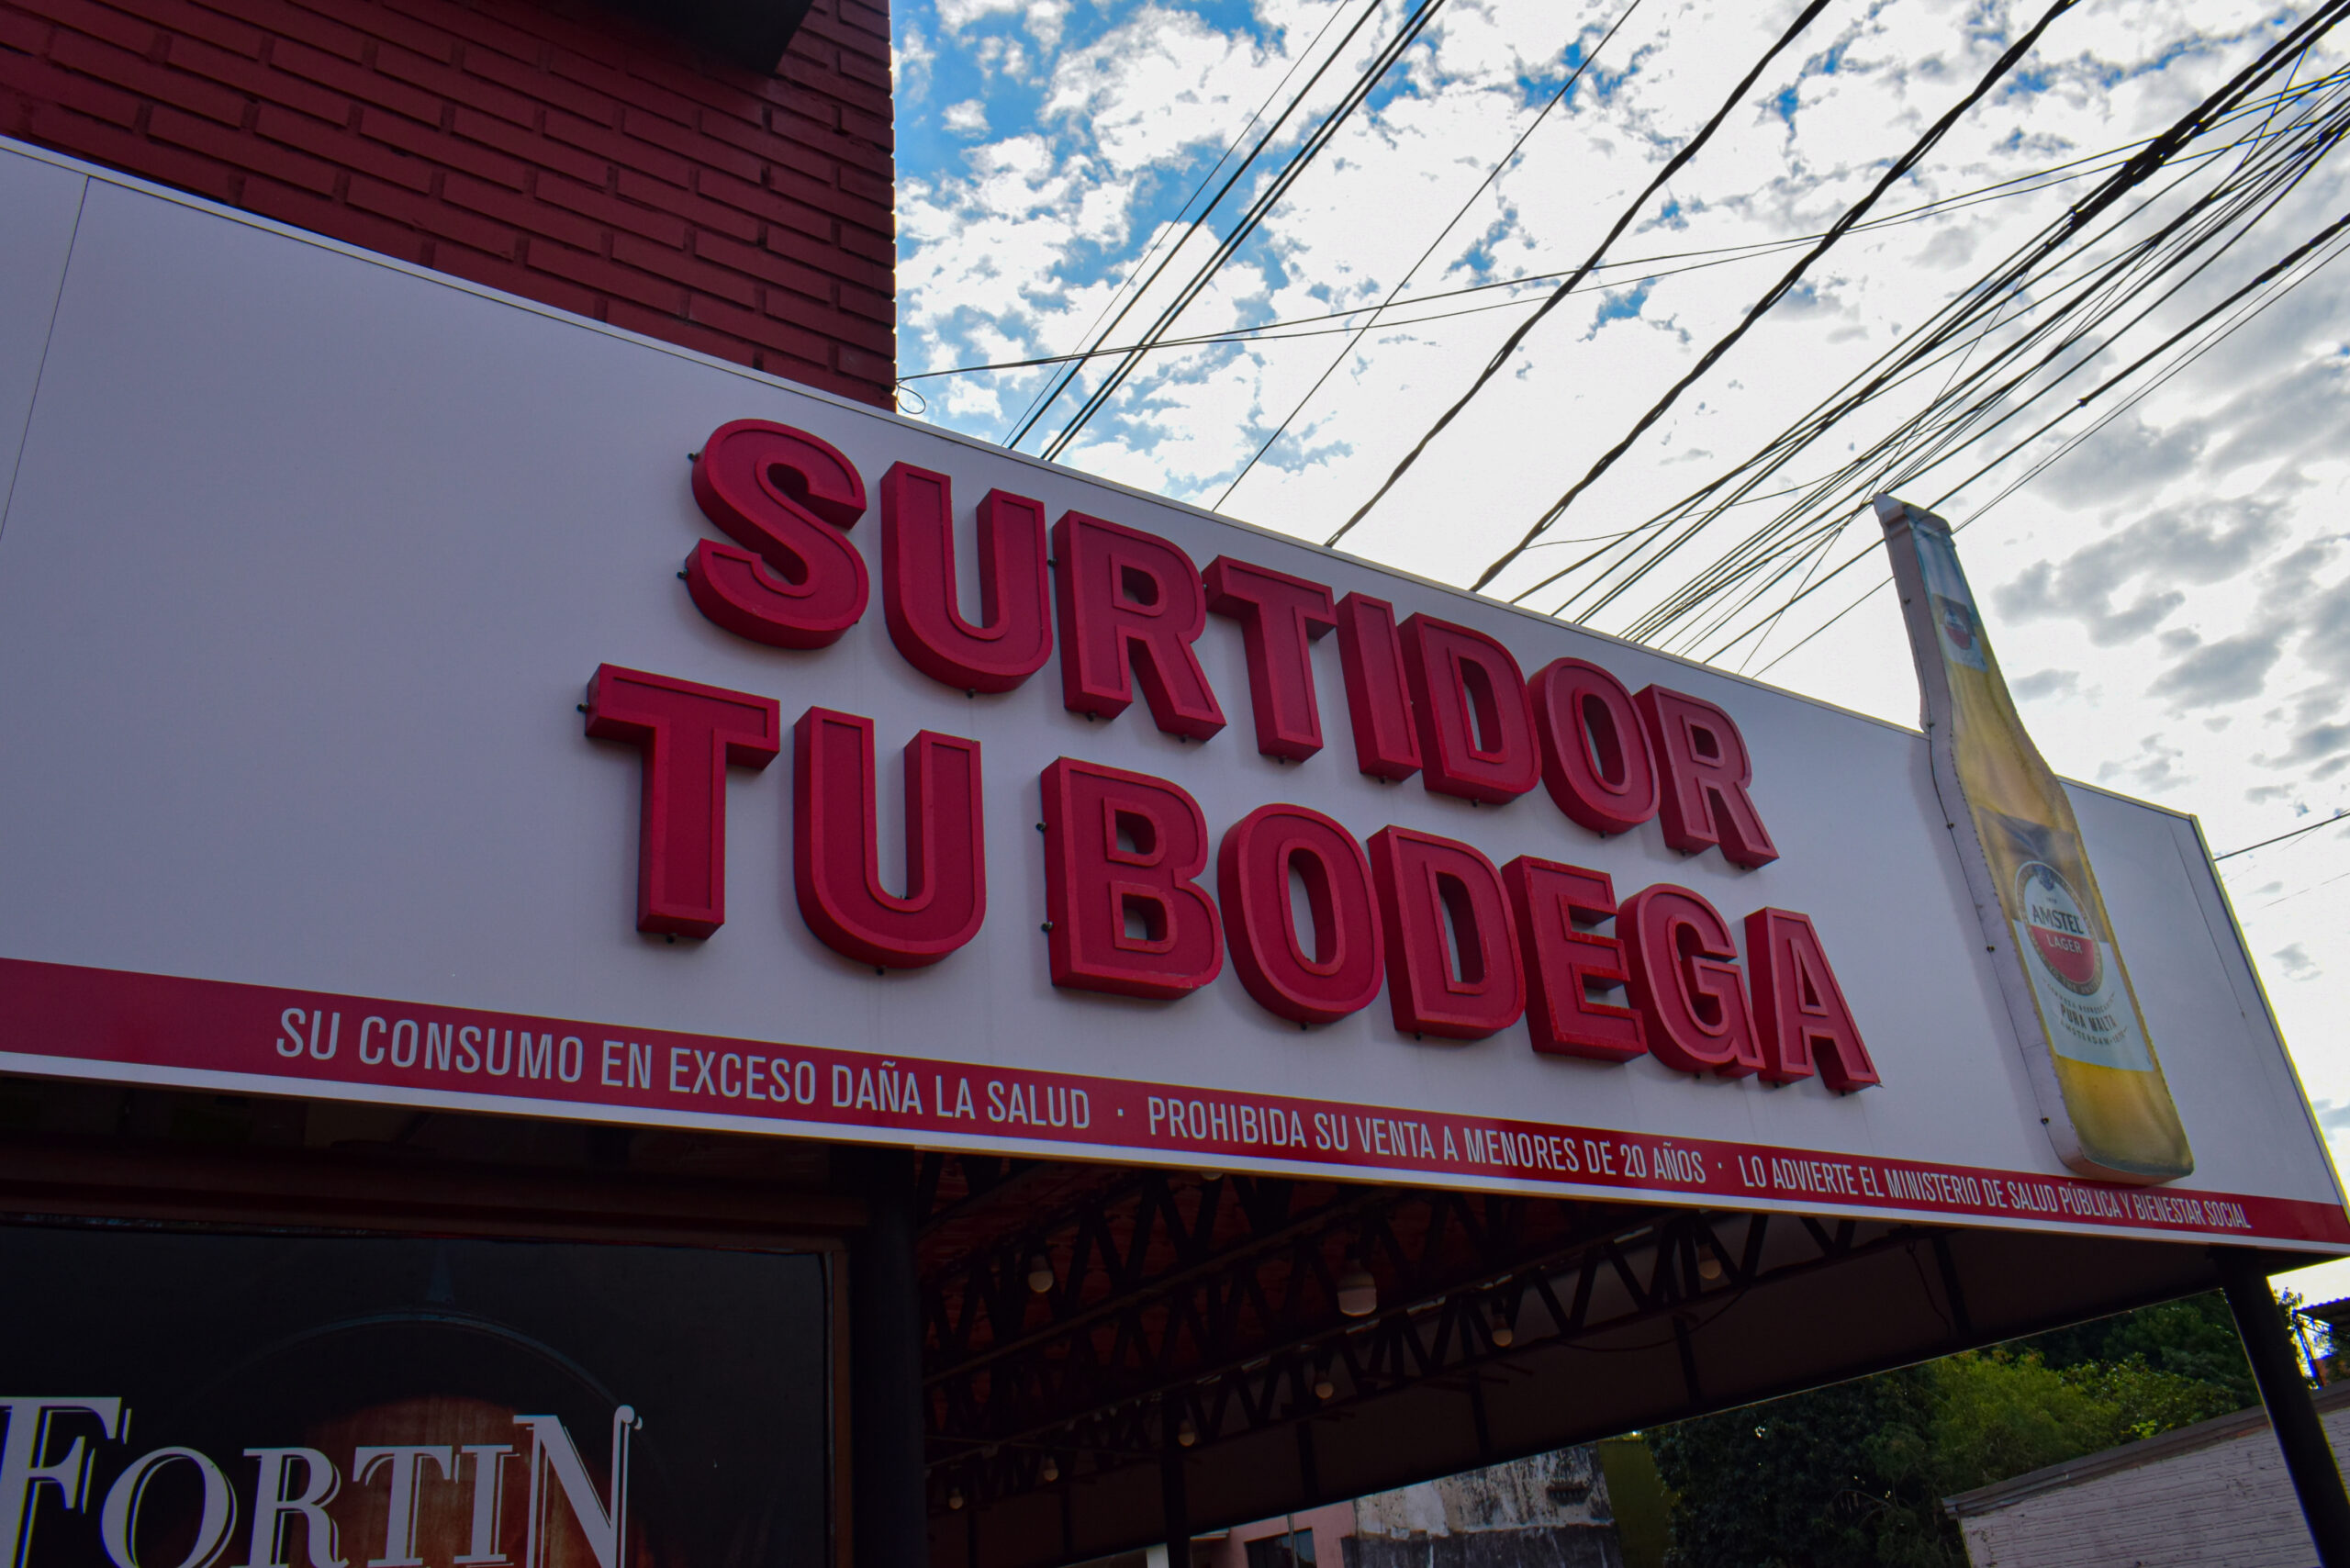 SURTIDOR
TU BODEGA
AMSTEL
LAGER
PURA MALTA
SU CONSUMO EN EXCESO DAÑA LA SALUD · PROHIBIDA SU VENTA A MENORES DE 20 AÑOS · LO ADVIERTE EL MINISTERIO DE SALUD PÚBLICA Y BIENESTAR SOCIAL
FORTIN